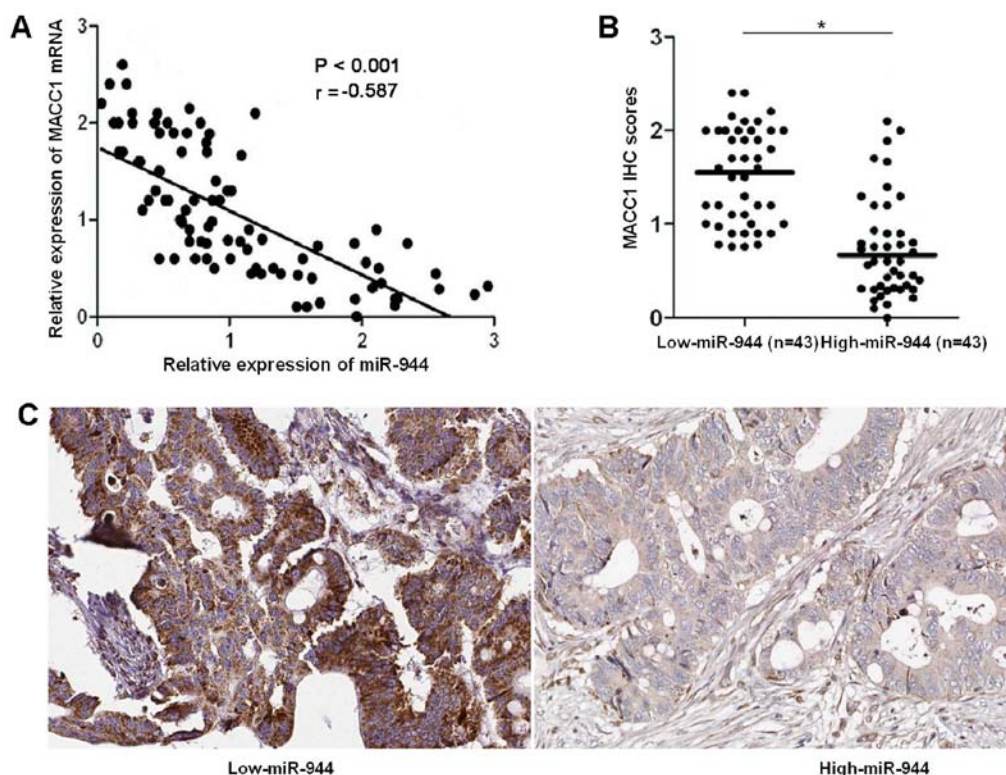 A
Relative expression of MACC1 mRNA
3
2
1
0
P < 0.001
r = -0.587
0
1
2
3
Relative expression of miR-944
B
*
MACC1 IHC scores
3
2
1
0
Low-miR-944 (n=43)
High-miR-944 (n=43)
C
Low-miR-944
High-miR-944